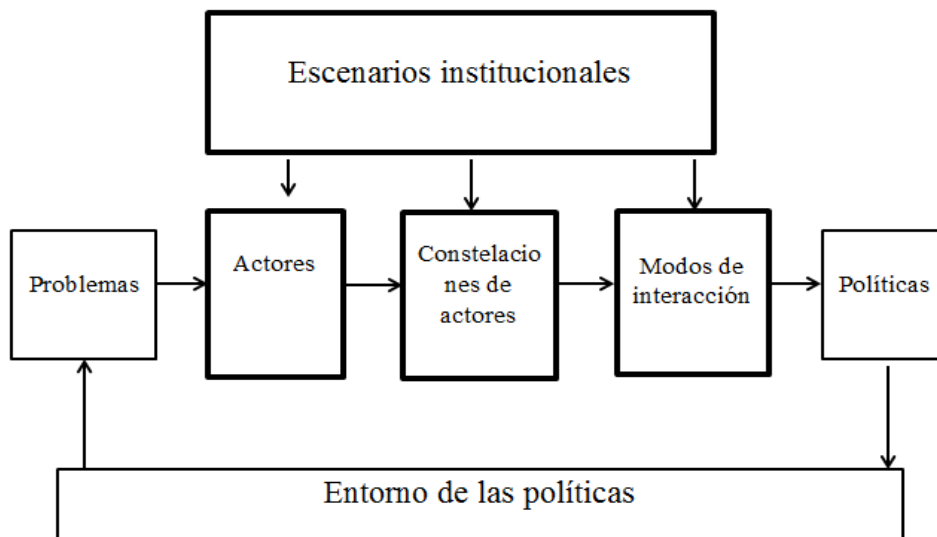 Escenarios institucionales
Problemas
Actores
Constelacio
nes de
actores
Modos de
interacción
Políticas
Entorno de las políticas